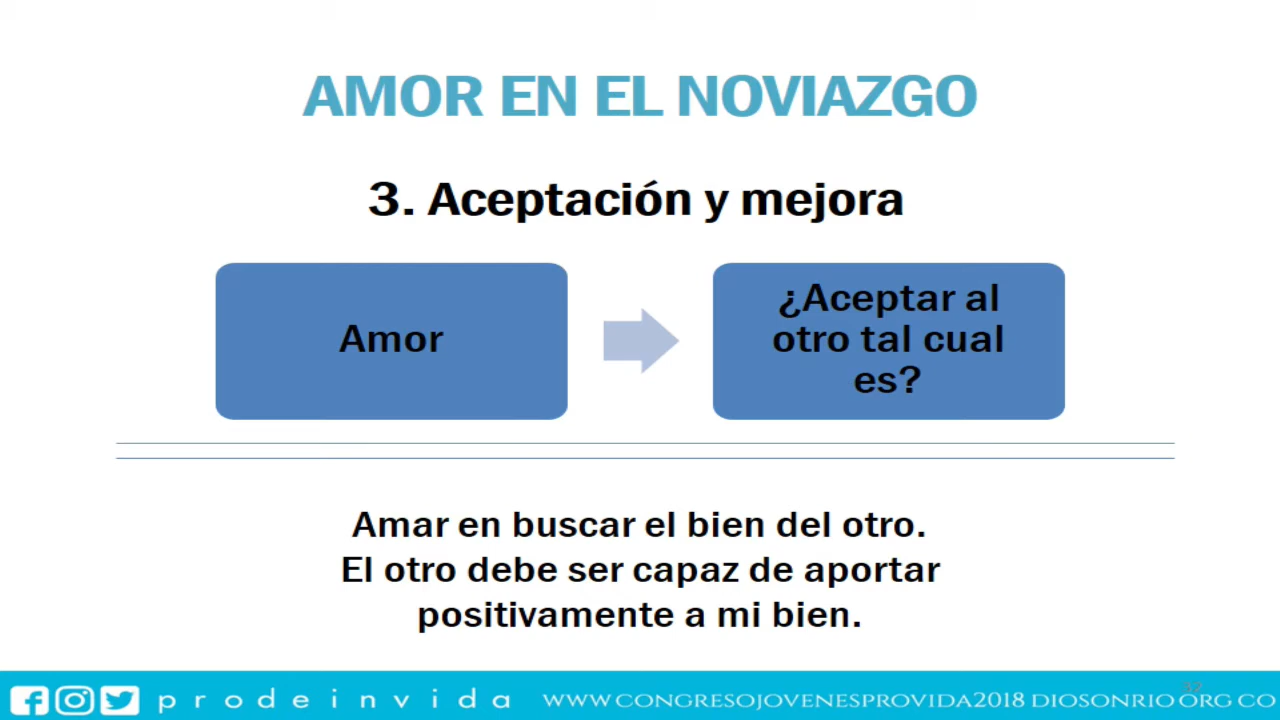 AMOR EN EL NOVIAZGO
3. Aceptación y mejora
Amor
¿Aceptar al
otro tal cual
es?
Amar en buscar el bien del otro.
El otro debe ser capaz de aportar
positivamente a mi bien.
32
prodeinvida WWW.CONGRESOJOVENESPROVIDA2018 DIOSONRIO ORG CO